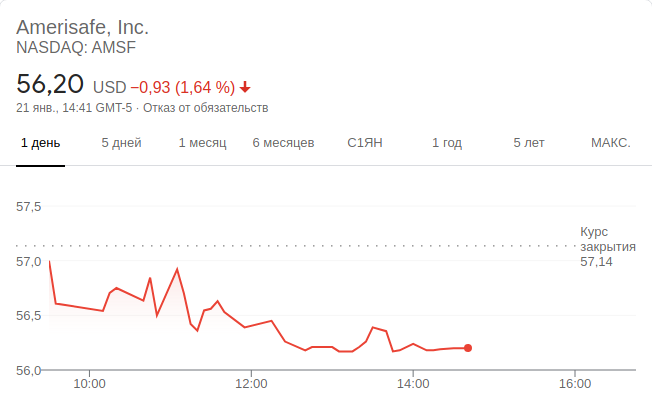 Amerisafe, Inc.
NASDAQ: AMSF
56,20 USD −0,93 (1,64 %)
21 янв., 14:41 GMT-5 · Отказ от обязательств
1 день 5 дней 1 месяц 6 месяцев С1ЯН 1 год 5 лет МАКС.
57,5
Курс
закрытия
57,0
57,14
56,5
56,0
10:00 12:00 14:00 16:00